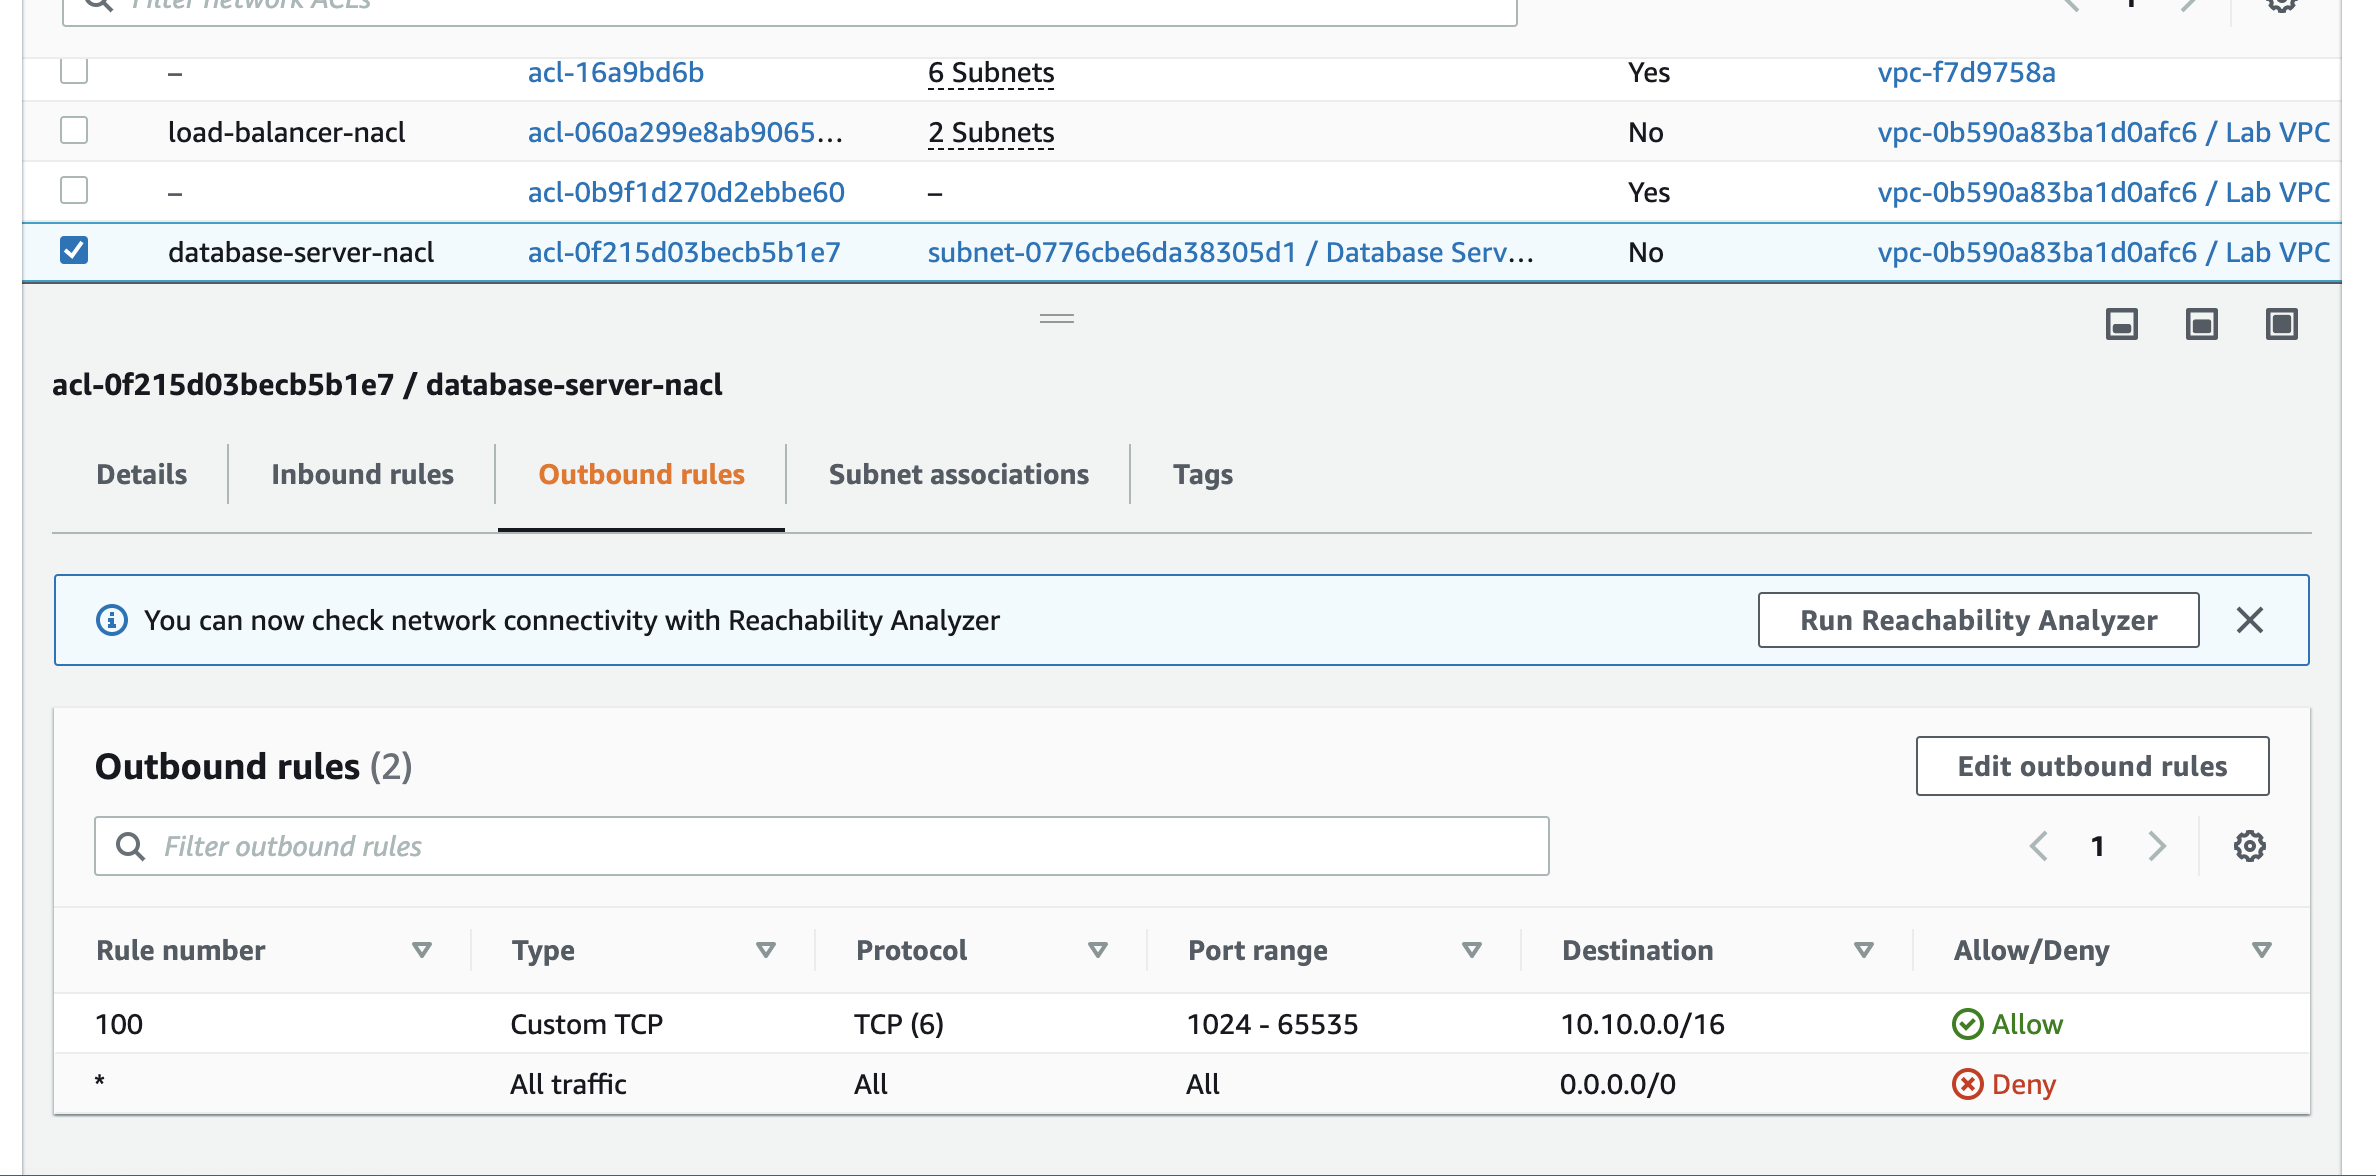 Filter network ACLs
1
– acl-16a9bd6b 6 Subnets Yes vpc-f7d9758a
load-balancer-nacl acl-060a299e8ab9065... 2 Subnets No vpc-0b590a83ba1d0afc6 / Lab VPC
– acl-0b9f1d270d2ebbe60 – Yes vpc-0b590a83ba1d0afc6 / Lab VPC
database-server-nacl acl-0f215d03becb5b1e7 subnet-0776cbe6da38305d1 / Database Serv... No vpc-0b590a83ba1d0afc6 / Lab VPC
acl-0f215d03becb5b1e7 / database-server-nacl
Details Inbound rules Outbound rules Subnet associations Tags
You can now check network connectivity with Reachability Analyzer Run Reachability Analyzer
Outbound rules (2) Edit outbound rules
Filter outbound rules 1
Rule number Type Protocol Port range Destination Allow/Deny
100 Custom TCP TCP (6) 1024 - 65535 10.10.0.0/16 Allow
* All traffic All All 0.0.0.0/0 Deny